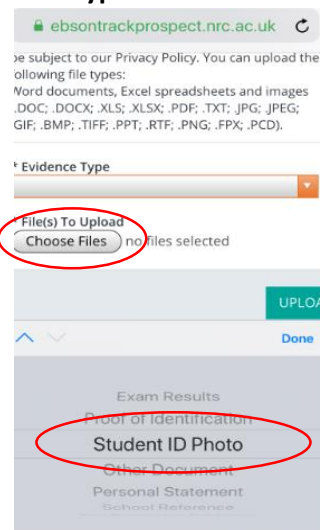 ebsontrackprospect.nrc.ac.uk
be subject to our Privacy Policy. You can upload the
following file types:
Word documents, Excel spreadsheets and images
.DOC; .DOCX, .XLS; .XLSX; .PDF; .TXT; .JPG; .JPEG;
GIF; .BMP; .TIFF; .PPT; .RTF; .PNG; .FPX; .PCD).
* Evidence Type
* File(s) To Upload
Choose Files no files selected
UPLOA
Done
Exam Results
Proof of Identification
Student ID Photo
Other Document
Personal Statement
School Reference